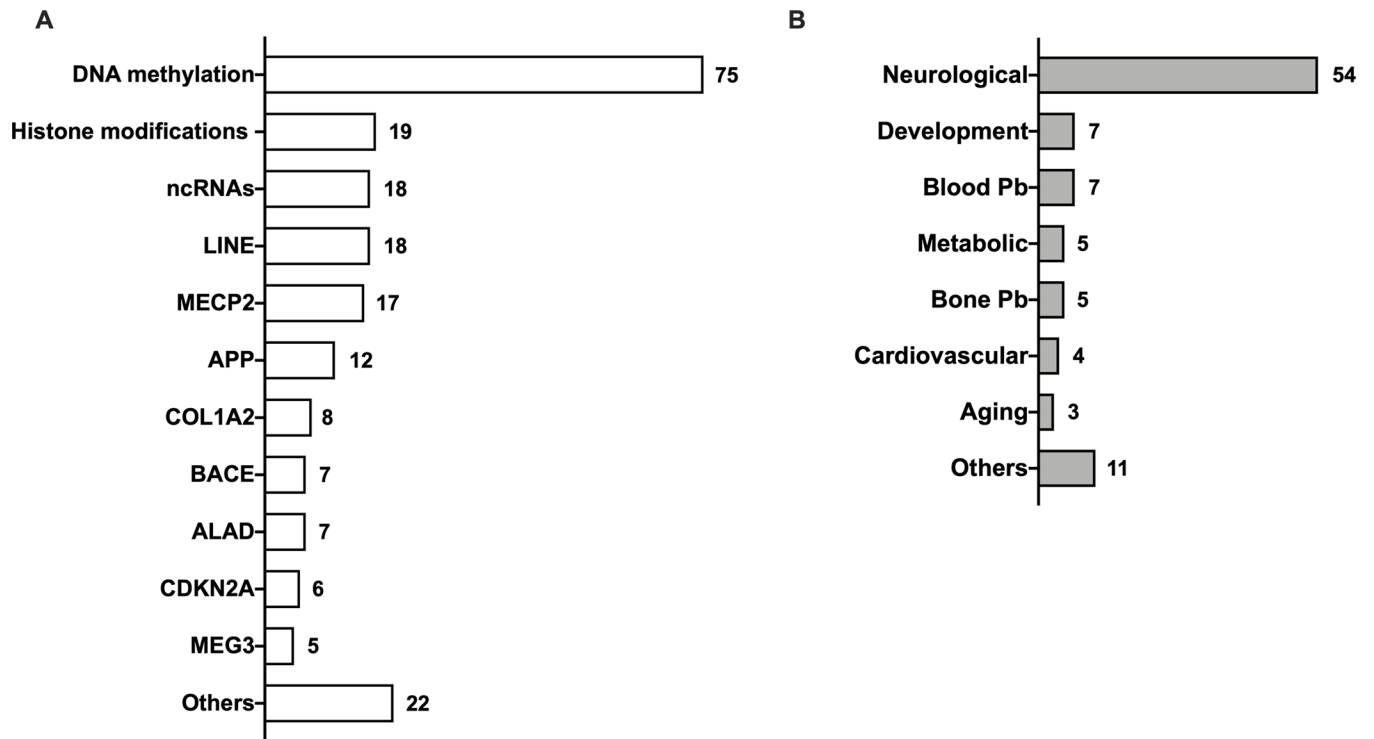 A
DNA methylation 75
Histone modifications 19
ncRNAs 18
LINE 18
MECP2 17
APP 12
COL1A2 8
BACE 7
ALAD 7
CDKN2A 6
MEG3 5
Others 22
B
Neurological 54
Development 7
Blood Pb 7
Metabolic 5
Bone Pb 5
Cardiovascular 4
Aging 3
Others 11